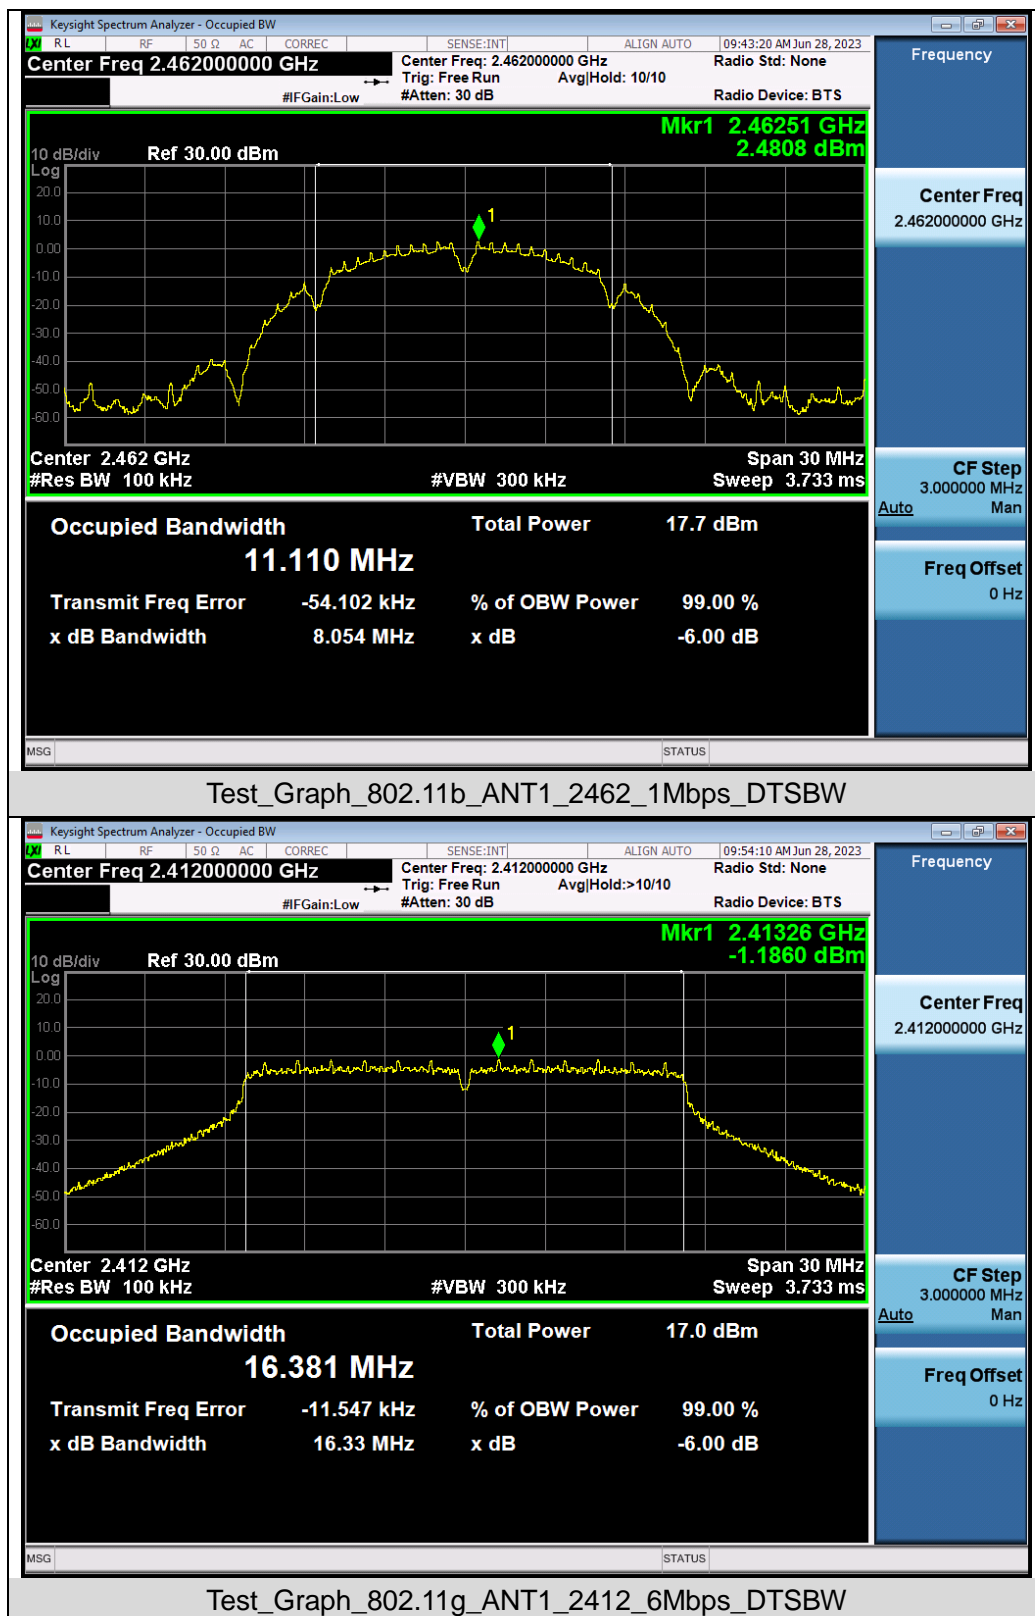 Keysight Spectrum Analyzer - Occupied BW
LXI RL RF 50 Ω AC CORREC SENSE:INT ALIGN AUTO 09:43:20 AM Jun 28, 2023
Center Freq 2.462000000 GHz
Center Freq: 2.462000000 GHz Radio Std: None
Trig: Free Run Avg|Hold: 10/10
#IFGain:Low #Atten: 30 dB Radio Device: BTS
Mkr1 2.46251 GHz
2.4808 dBm
10 dB/div Ref 30.00 dBm
Log
20.0
10.0
0.00
-10.0
-20.0
-30.0
-40.0
-50.0
-60.0
1
Center 2.462 GHz Span 30 MHz
#Res BW 100 kHz #VBW 300 kHz Sweep 3.733 ms
Occupied Bandwidth Total Power 17.7 dBm
11.110 MHz
Transmit Freq Error -54.102 kHz % of OBW Power 99.00 %
x dB Bandwidth 8.054 MHz x dB -6.00 dB
MSG STATUS
Frequency
Center Freq
2.462000000 GHz
CF Step
3.000000 MHz
Auto Man
Freq Offset
0 Hz
Test_Graph_802.11b_ANT1_2462_1Mbps_DTSBW
Keysight Spectrum Analyzer - Occupied BW
LXI RL RF 50 Ω AC CORREC SENSE:INT ALIGN AUTO 09:54:10 AM Jun 28, 2023
Center Freq 2.412000000 GHz
Center Freq: 2.412000000 GHz Radio Std: None
Trig: Free Run Avg|Hold:>10/10
#IFGain:Low #Atten: 30 dB Radio Device: BTS
Mkr1 2.41326 GHz
-1.1860 dBm
10 dB/div Ref 30.00 dBm
Log
20.0
10.0
0.00
-10.0
-20.0
-30.0
-40.0
-50.0
-60.0
1
Center 2.412 GHz Span 30 MHz
#Res BW 100 kHz #VBW 300 kHz Sweep 3.733 ms
Occupied Bandwidth Total Power 17.0 dBm
16.381 MHz
Transmit Freq Error -11.547 kHz % of OBW Power 99.00 %
x dB Bandwidth 16.33 MHz x dB -6.00 dB
MSG STATUS
Frequency
Center Freq
2.412000000 GHz
CF Step
3.000000 MHz
Auto Man
Freq Offset
0 Hz
Test_Graph_802.11g_ANT1_2412_6Mbps_DTSBW